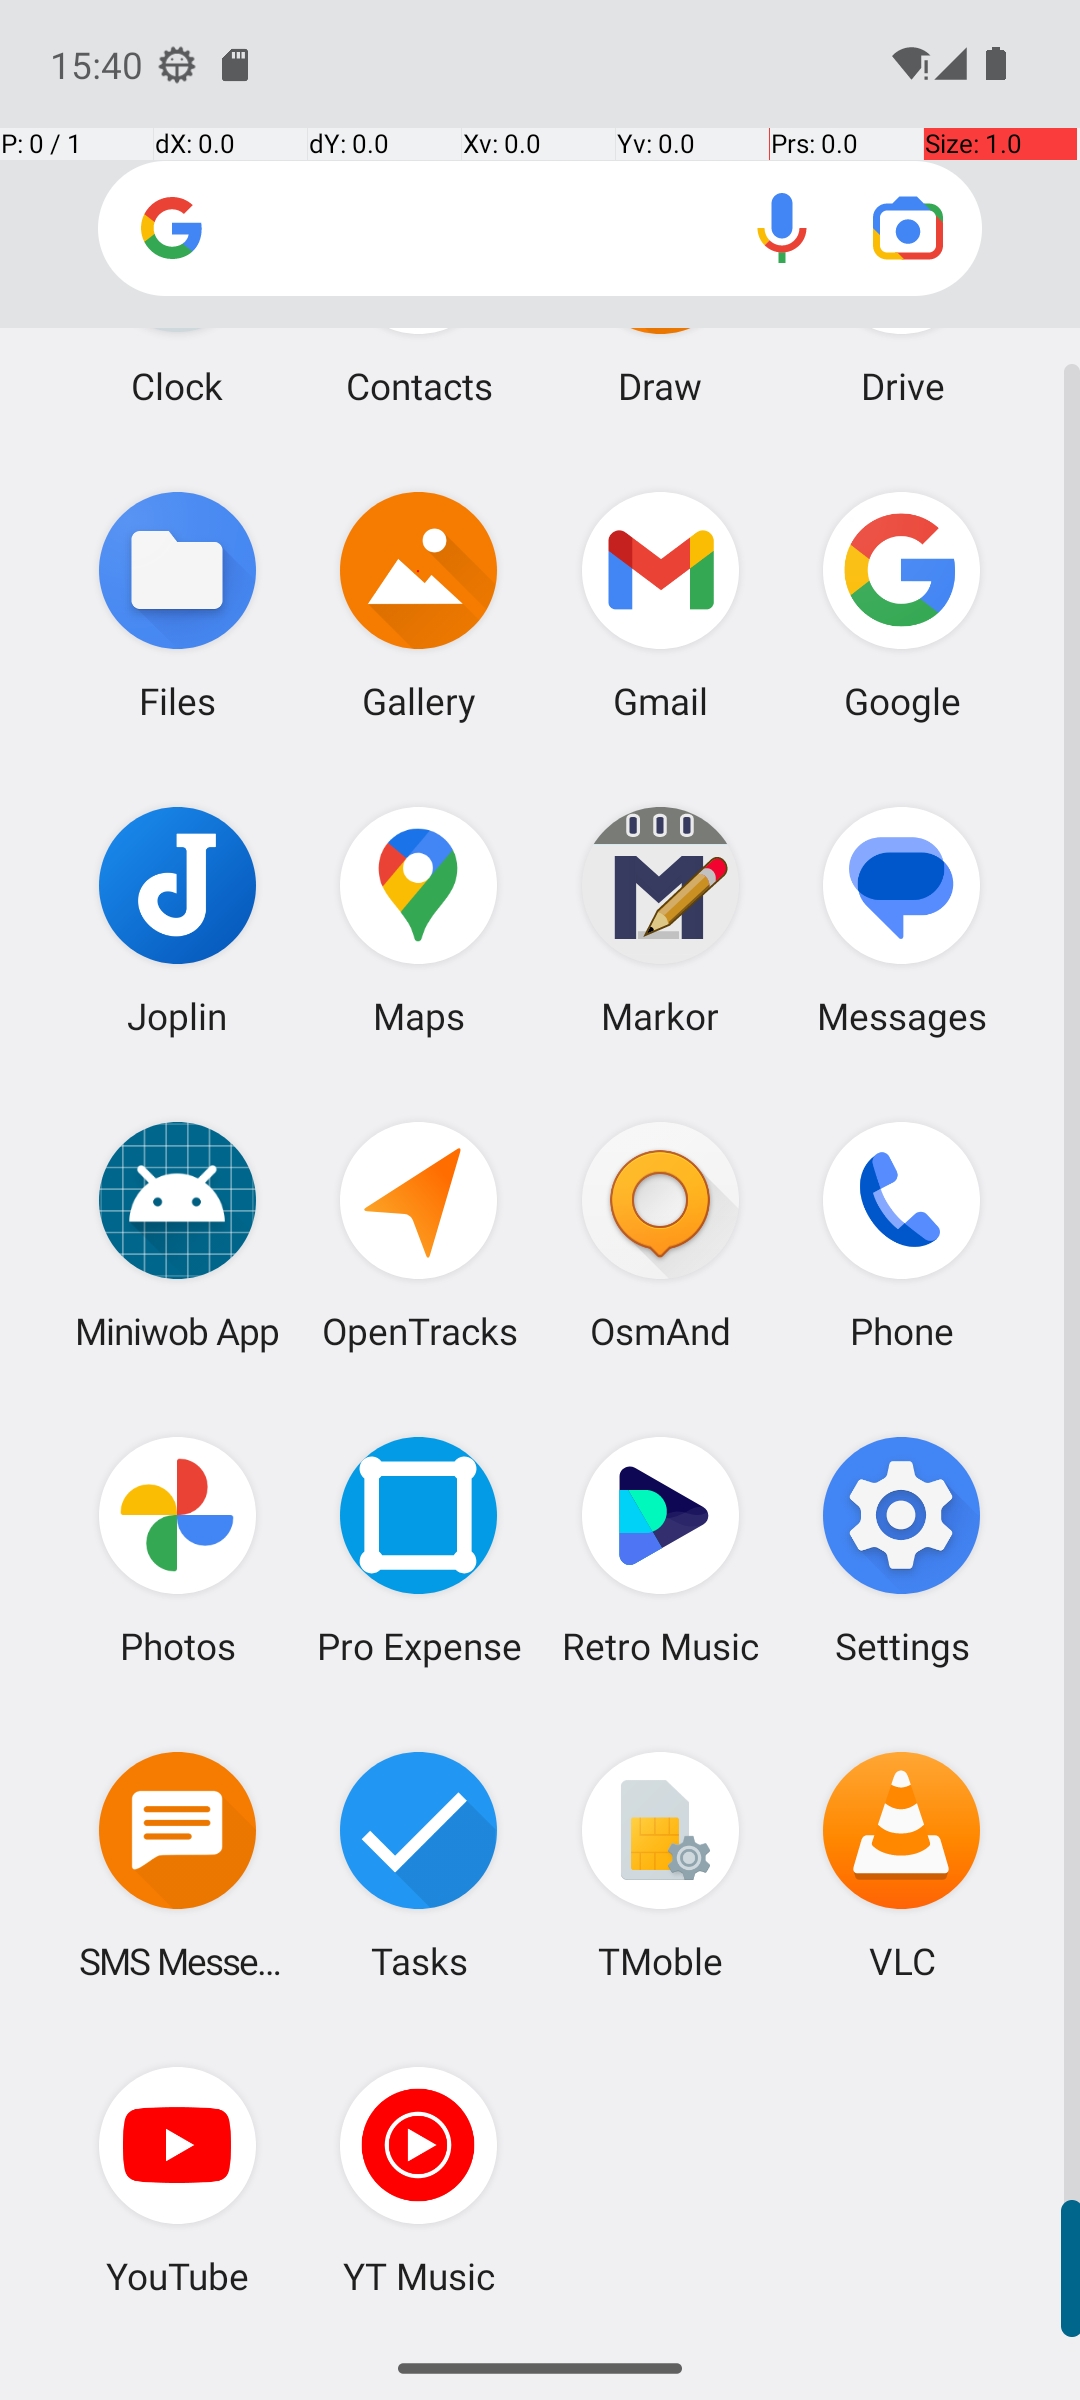 15:40
P: 0 / 1 dX: 0.0 dY: 0.0 Xv: 0.0 Yv: 0.0 Prs: 0.0 Size: 1.0
Clock Contacts Draw Drive
Files Gallery Gmail Google
Joplin Maps Markor Messages
Miniwob App OpenTracks OsmAnd Phone
Photos Pro Expense Retro Music Settings
SMS Messe... Tasks TMoble VLC
YouTube YT Music